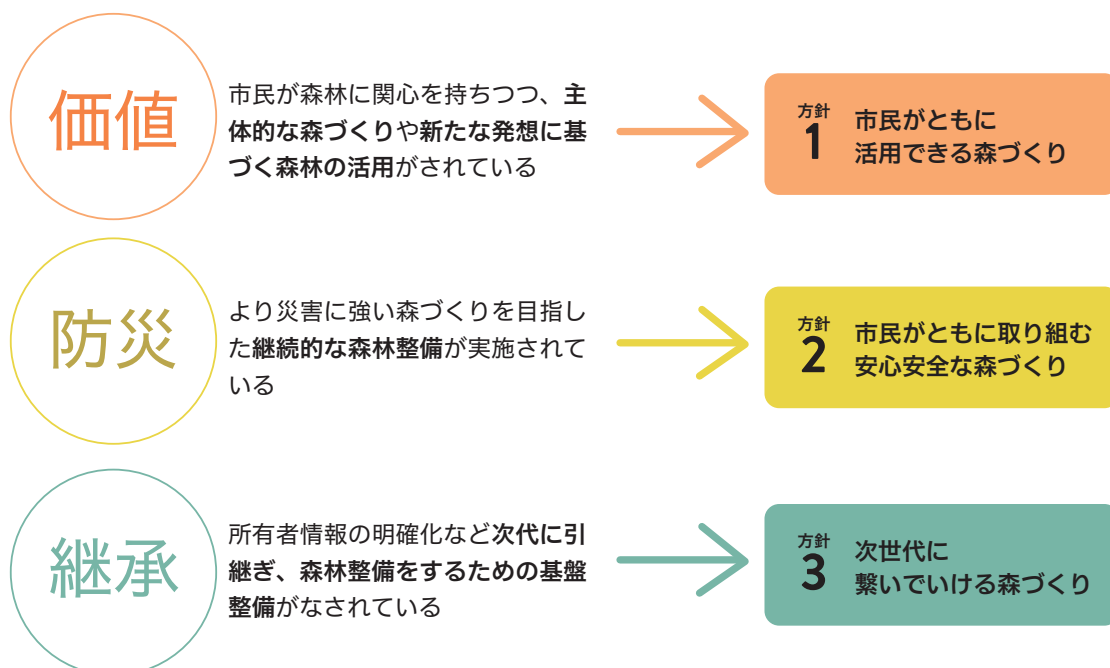 価値
市民が森林に関心を持ちつつ、主
体的な森づくりや新たな発想に基
づく森林の活用がされている
方針
1
市民がともに
活用できる森づくり
防災
より災害に強い森づくりを目指し
た継続的な森林整備が実施されて
いる
方針
2
市民がともに取り組む
安心安全な森づくり
継承
所有者情報の明確化など次代に引
継ぎ、森林整備をするための基盤
整備がなされている
方針
3
次世代に
繋いでいける森づくり